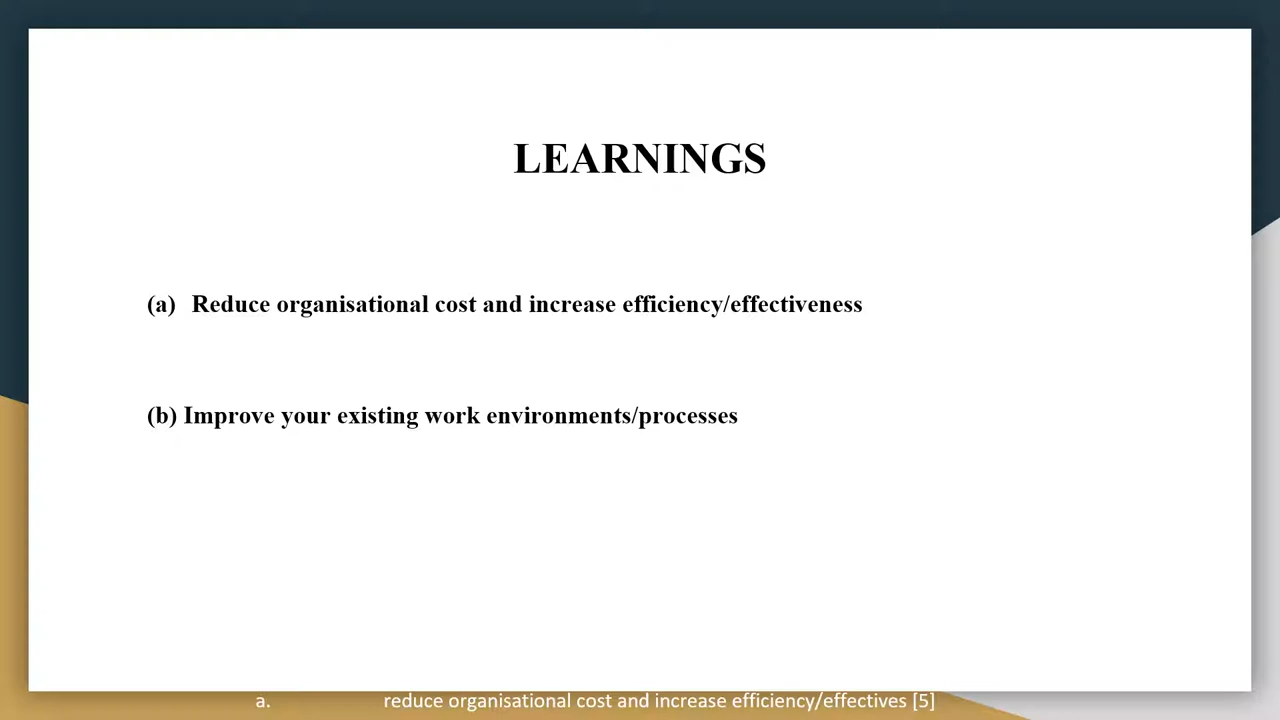 LEARNINGS
(a) Reduce organisational cost and increase efficiency/effectiveness
(b) Improve your existing work environments/processes
a. reduce organisational cost and increase efficiency/effectives [5]